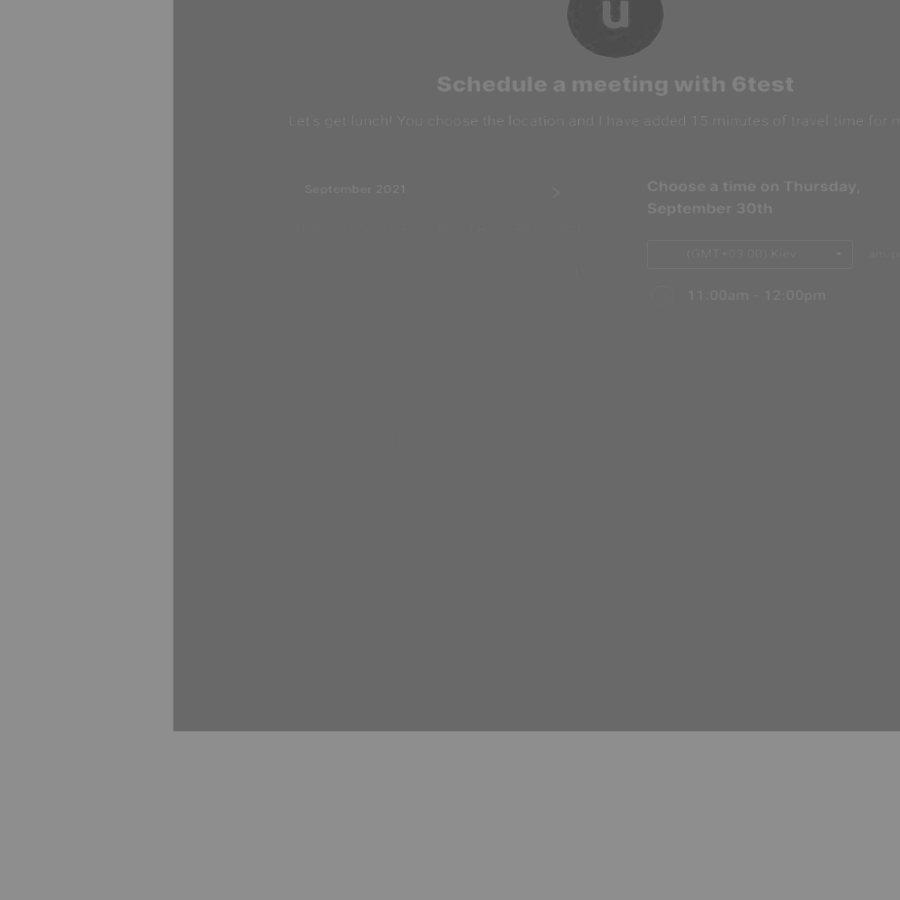 u
Schedule a meeting with 6test
Let's get lunch! You choose the location and I have added 15 minutes of travel time for
September 2021 >
Choose a time on Thursday,
September 30th
(GMT+03:00) Kiev
11:00am - 12:00pm